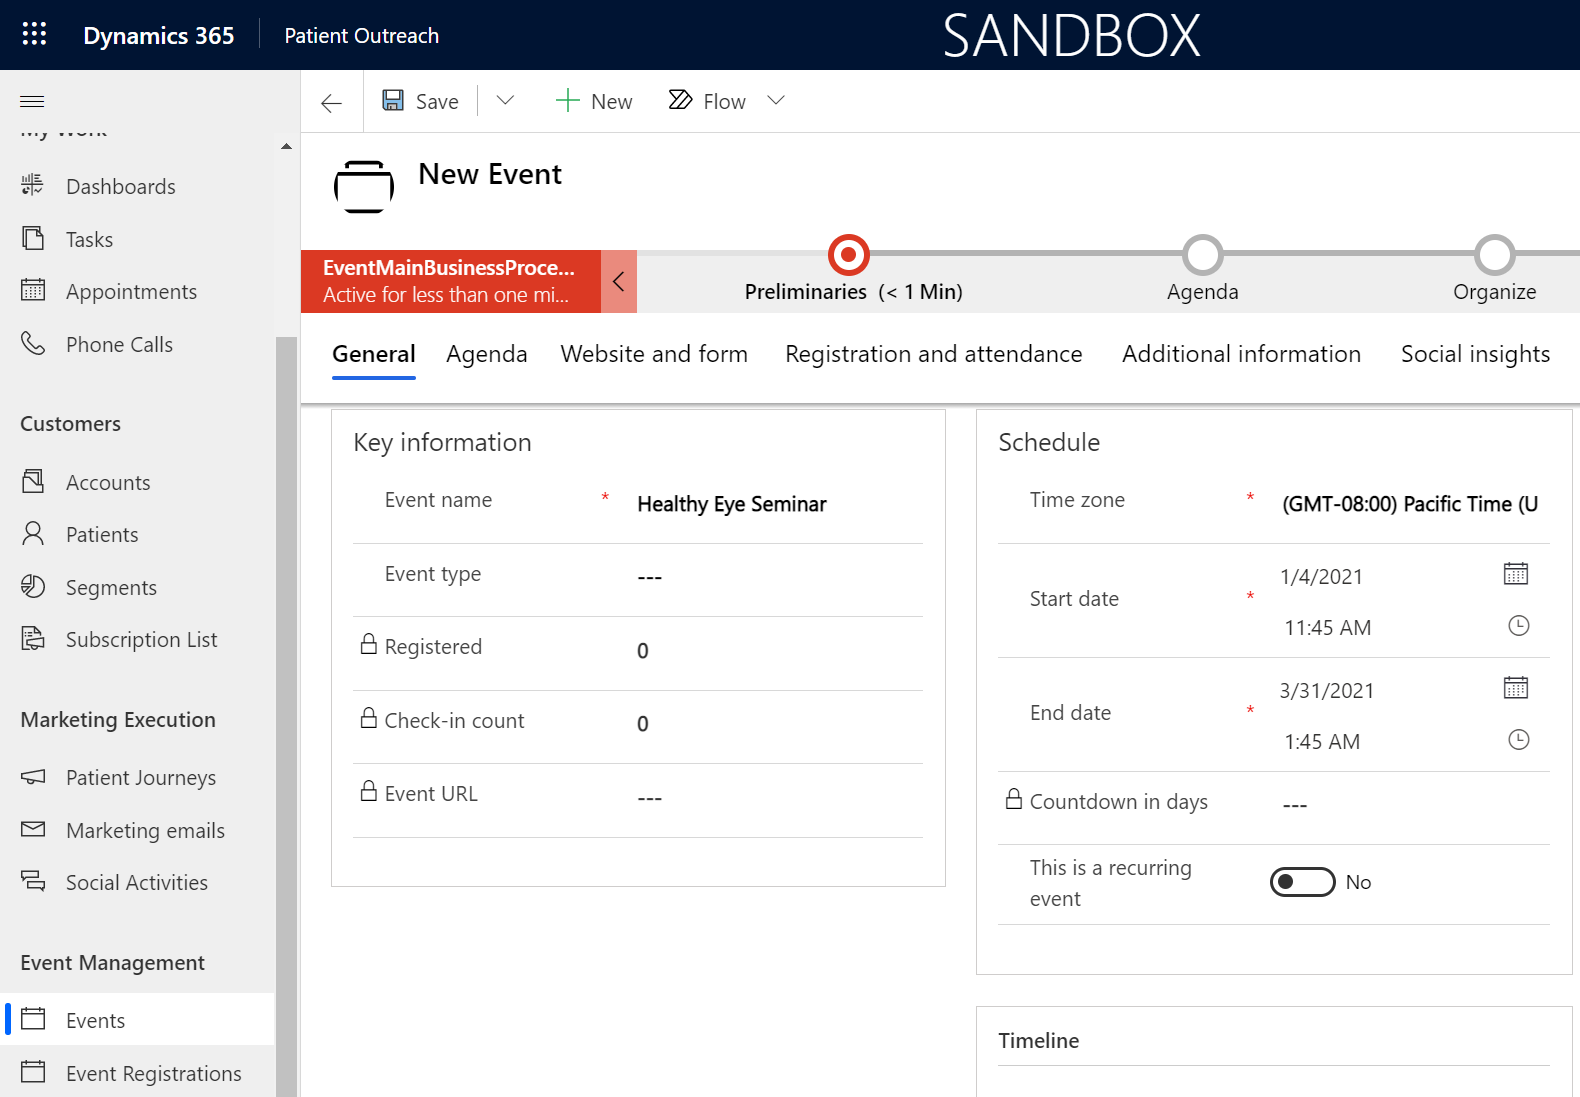 Dynamics 365
Patient Outreach
SANDBOX
Save
New
Flow
My Work
Dashboards
Tasks
Appointments
Phone Calls
Customers
Accounts
Patients
Segments
Subscription List
Marketing Execution
Patient Journeys
Marketing emails
Social Activities
Event Management
Events
Event Registrations
New Event
EventMainBusinessProce...
Active for less than one mi...
Preliminaries (< 1 Min)
Agenda
Organize
General
Agenda
Website and form
Registration and attendance
Additional information
Social insights
Key information
Event name * Healthy Eye Seminar
Event type ---
Registered 0
Check-in count 0
Event URL ---
Schedule
Time zone * (GMT-08:00) Pacific Time (U
Start date * 1/4/2021
11:45 AM
End date * 3/31/2021
1:45 AM
Countdown in days ---
This is a recurring
event
No
Timeline